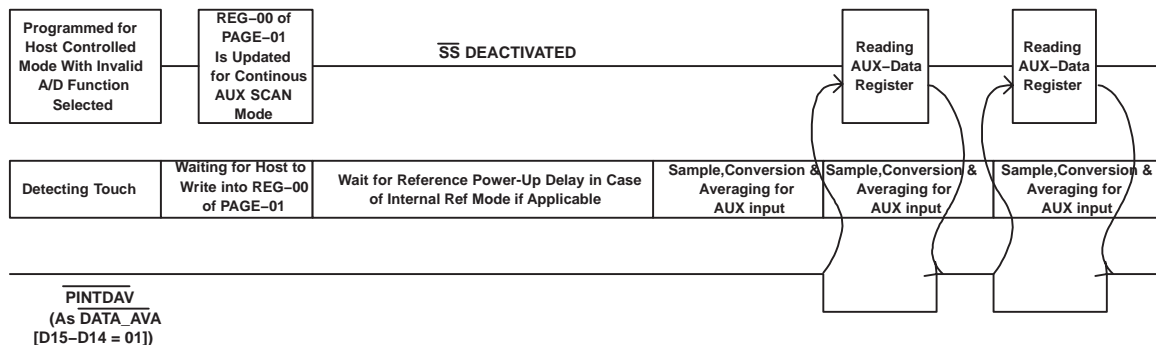 Programmed for
Host Controlled
Mode With Invalid
A/D Function
Selected
REG−00 of
PAGE−01
Is Updated
for Continous
AUX SCAN
Mode
SS DEACTIVATED
Reading
AUX−Data
Register
Reading
AUX−Data
Register
Detecting Touch
Waiting for Host to
Write into REG−00
of PAGE−01
Wait for Reference Power-Up Delay in Case
of Internal Ref Mode if Applicable
Sample,Conversion &
Averaging for
AUX input
Sample,Conversion &
Averaging for
AUX input
Sample,Conversion &
Averaging for
AUX input
PINTDAV
(As DATA_AVA
[D15−D14 = 01])